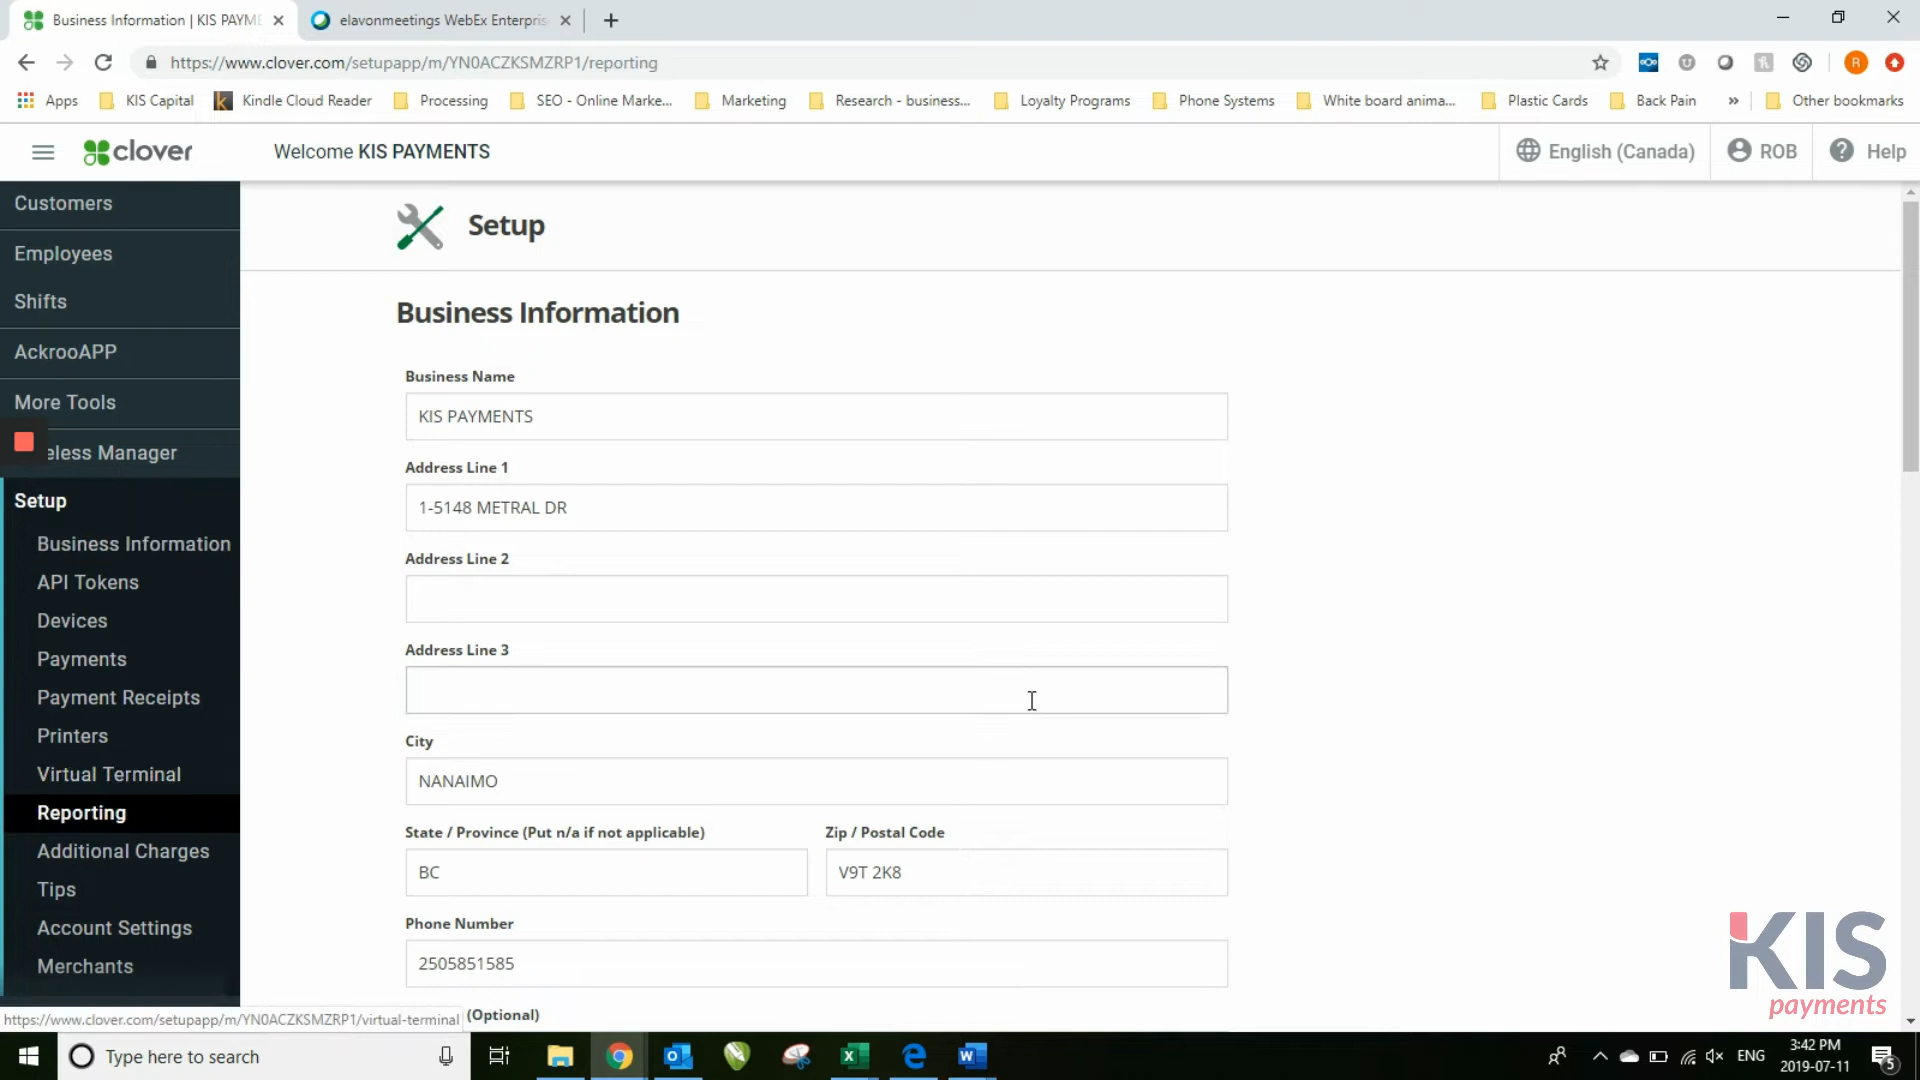 Business Information | KIS PAYME
elavonmeetings WebEx Enterpris
https://www.clover.com/setupapp/m/YN0ACZKSMZRP1/reporting
Apps
KIS Capital
Kindle Cloud Reader
Processing
SEO - Online Marke...
Marketing
Research - business...
Loyalty Programs
Phone Systems
White board anima...
Plastic Cards
Back Pain
»
Other bookmarks
clover
Welcome KIS PAYMENTS
English (Canada)
ROB
Help
Customers
Employees
Shifts
AckrooAPP
More Tools
eless Manager
Setup
Business Information
API Tokens
Devices
Payments
Payment Receipts
Printers
Virtual Terminal
Reporting
Additional Charges
Tips
Account Settings
Merchants
Setup
Business Information
Business Name
KIS PAYMENTS
Address Line 1
1-5148 METRAL DR
Address Line 2
Address Line 3
City
NANAIMO
State / Province (Put n/a if not applicable)
Zip / Postal Code
BC
V9T 2K8
Phone Number
2505851585
(Optional)
https://www.clover.com/setupapp/m/YN0ACZKSMZRP1/virtual-terminal
KIS
payments
Type here to search
ENG
3:42 PM
2019-07-11
5